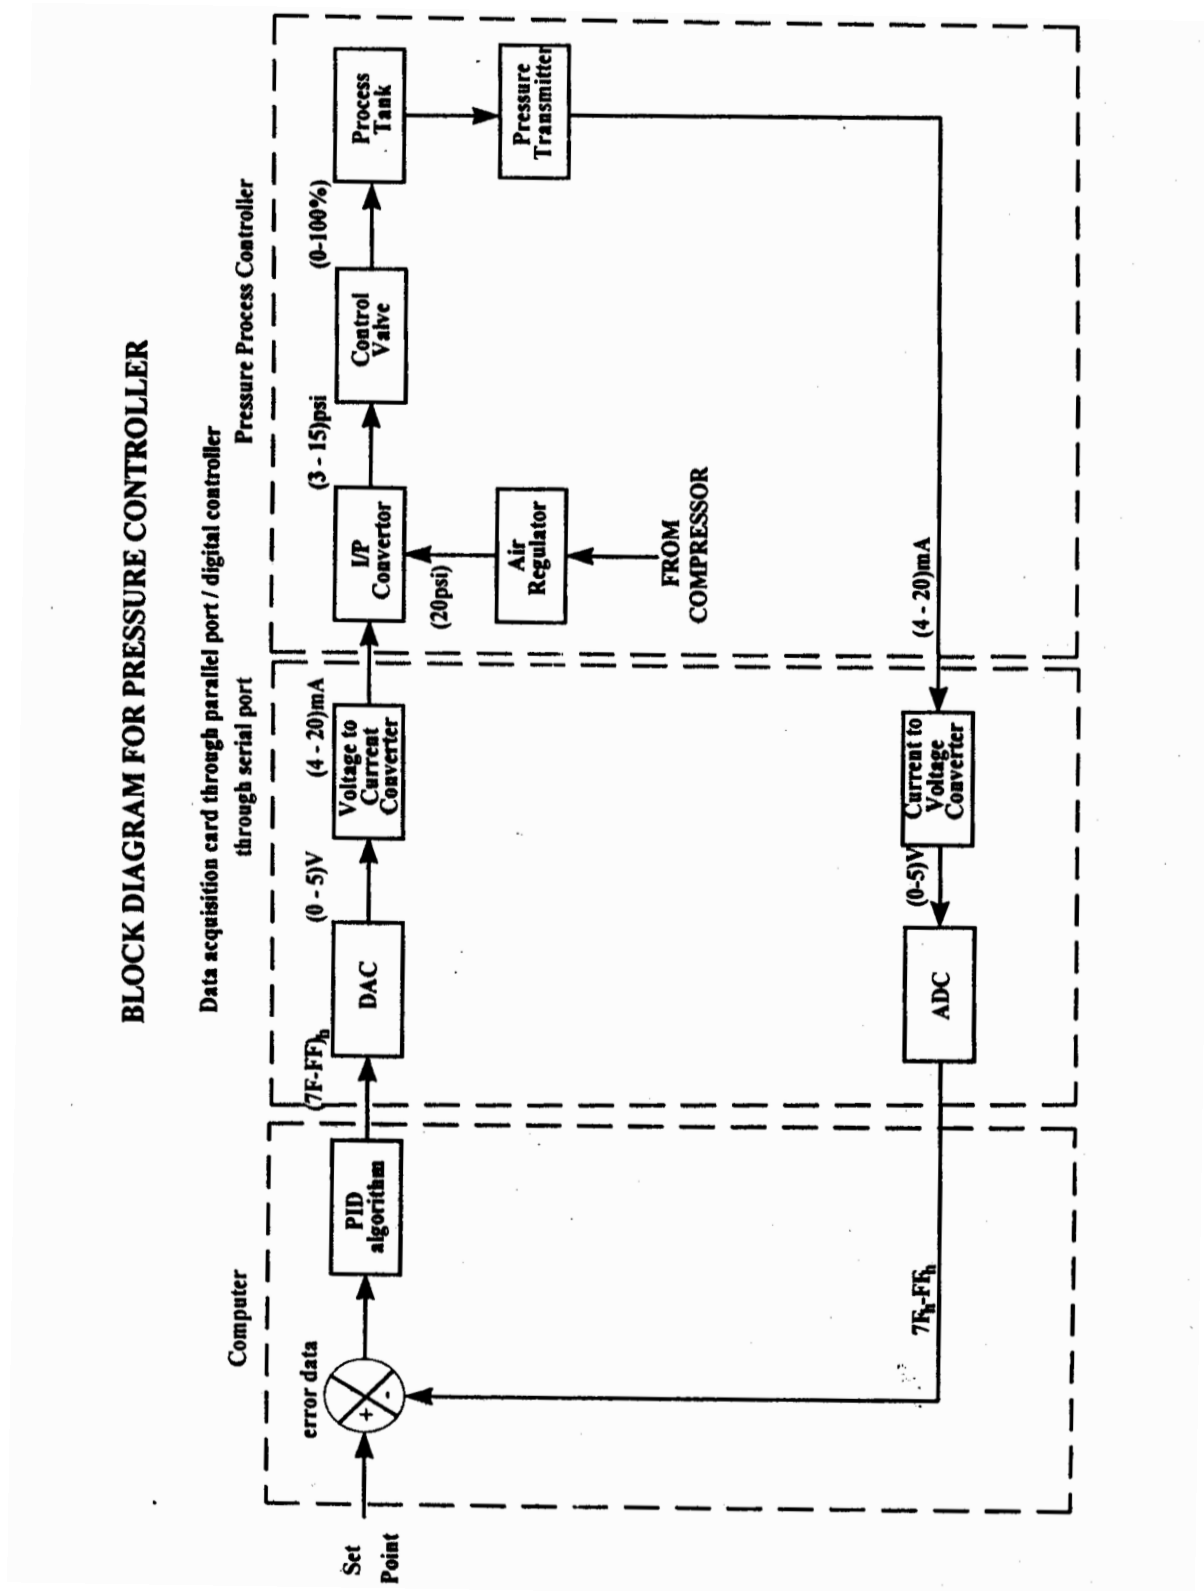 BLOCK DIAGRAM FOR PRESSURE CONTROLLER
Data acquisition card through parallel port / digital controller
through serial port
Computer
Pressure Process Controller
Set
Point
error data
+
-
PID
algorithm
(7F-FF)h
DAC
(0 - 5)V
Voltage to
Current
Converter
(4 - 20)mA
I/P
Convertor
(3 - 15)psi
Control
Valve
(0-100%)
Process
Tank
(20psi)
Air
Regulator
FROM
COMPRESSOR
Pressure
Transmitter
(4 - 20)mA
Current to
Voltage
Converter
(0-5)V
ADC
7Fh-FFh